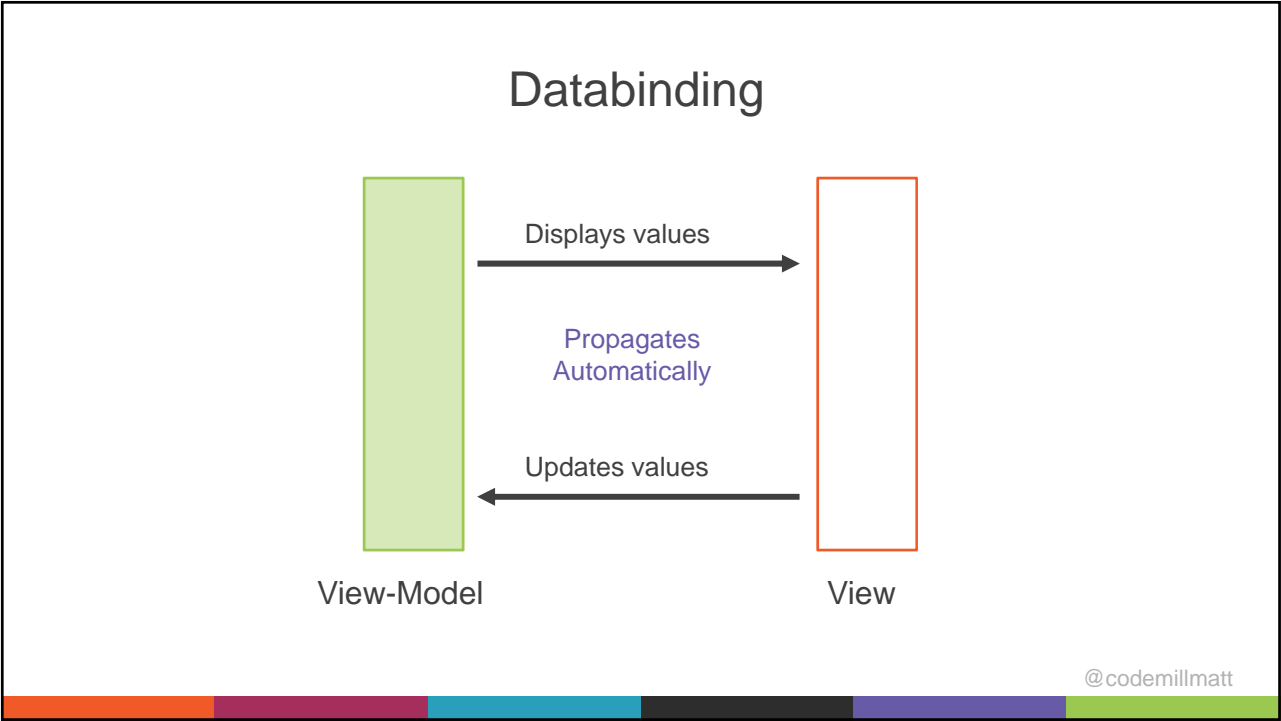 Databinding
Displays values
Propagates
Automatically
Updates values
View-Model
View
@codemillmatt